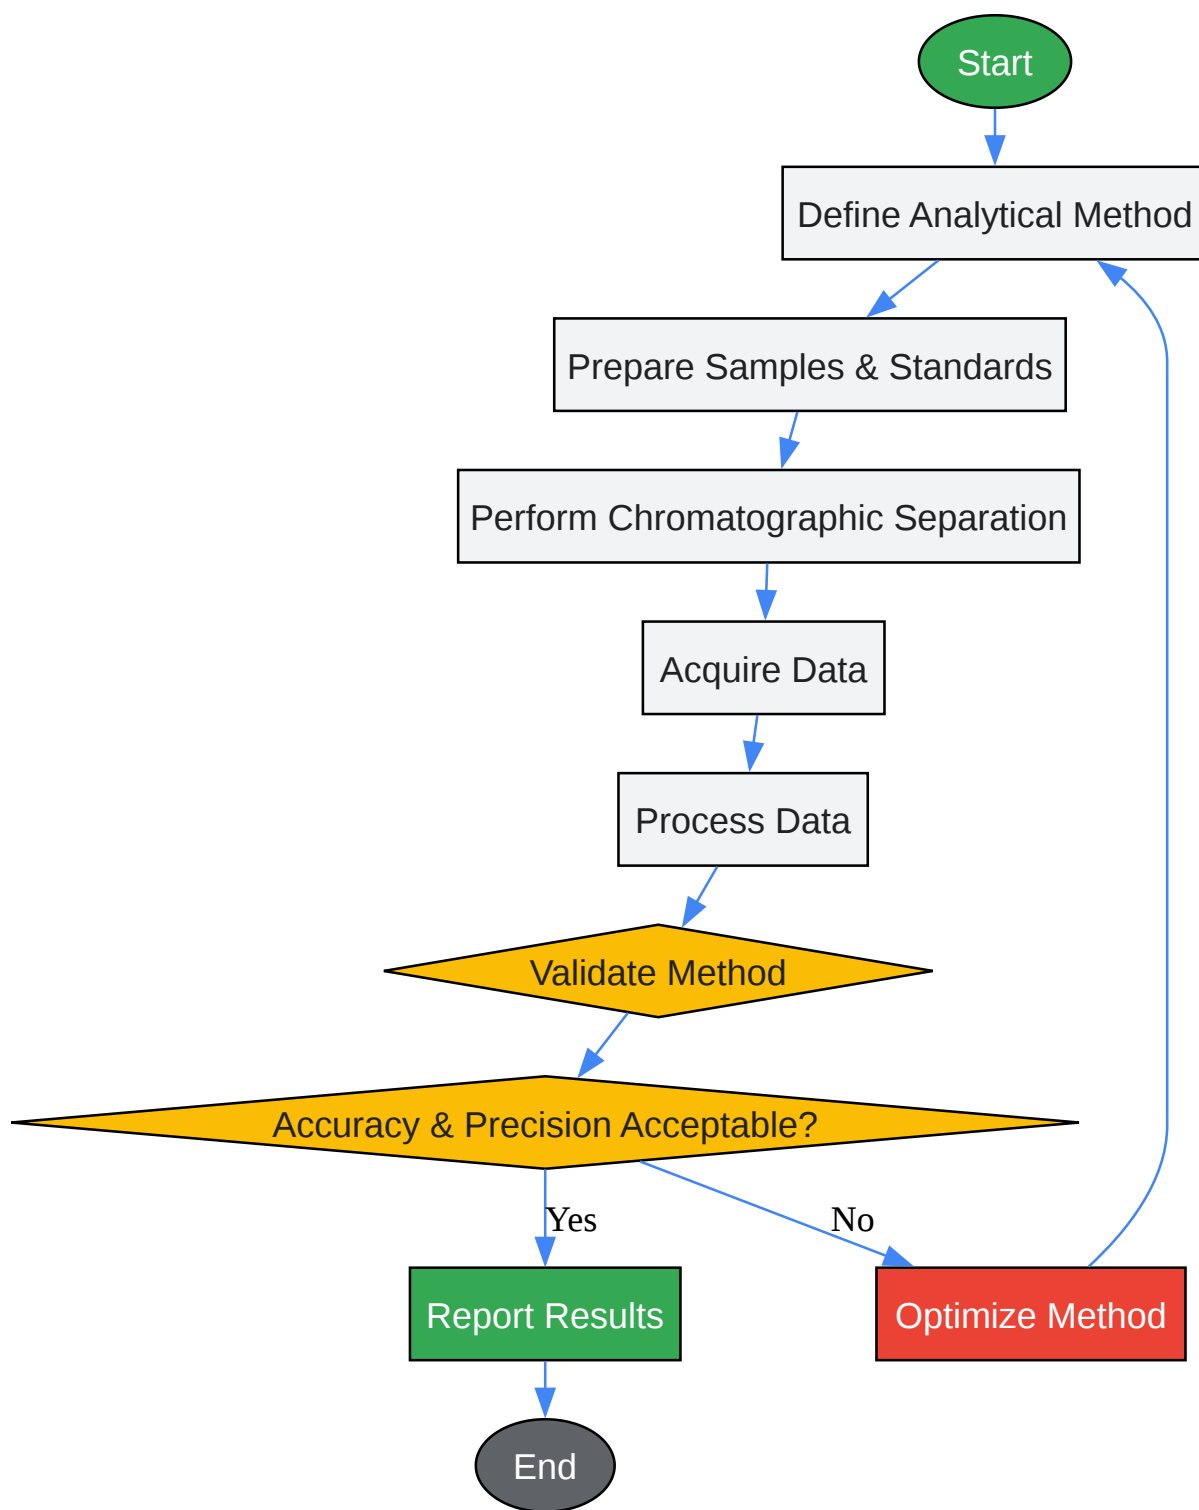 Start
Define Analytical Method
Prepare Samples & Standards
Perform Chromatographic Separation
Acquire Data
Process Data
Validate Method
Accuracy & Precision Acceptable?
Yes
No
Report Results
Optimize Method
End